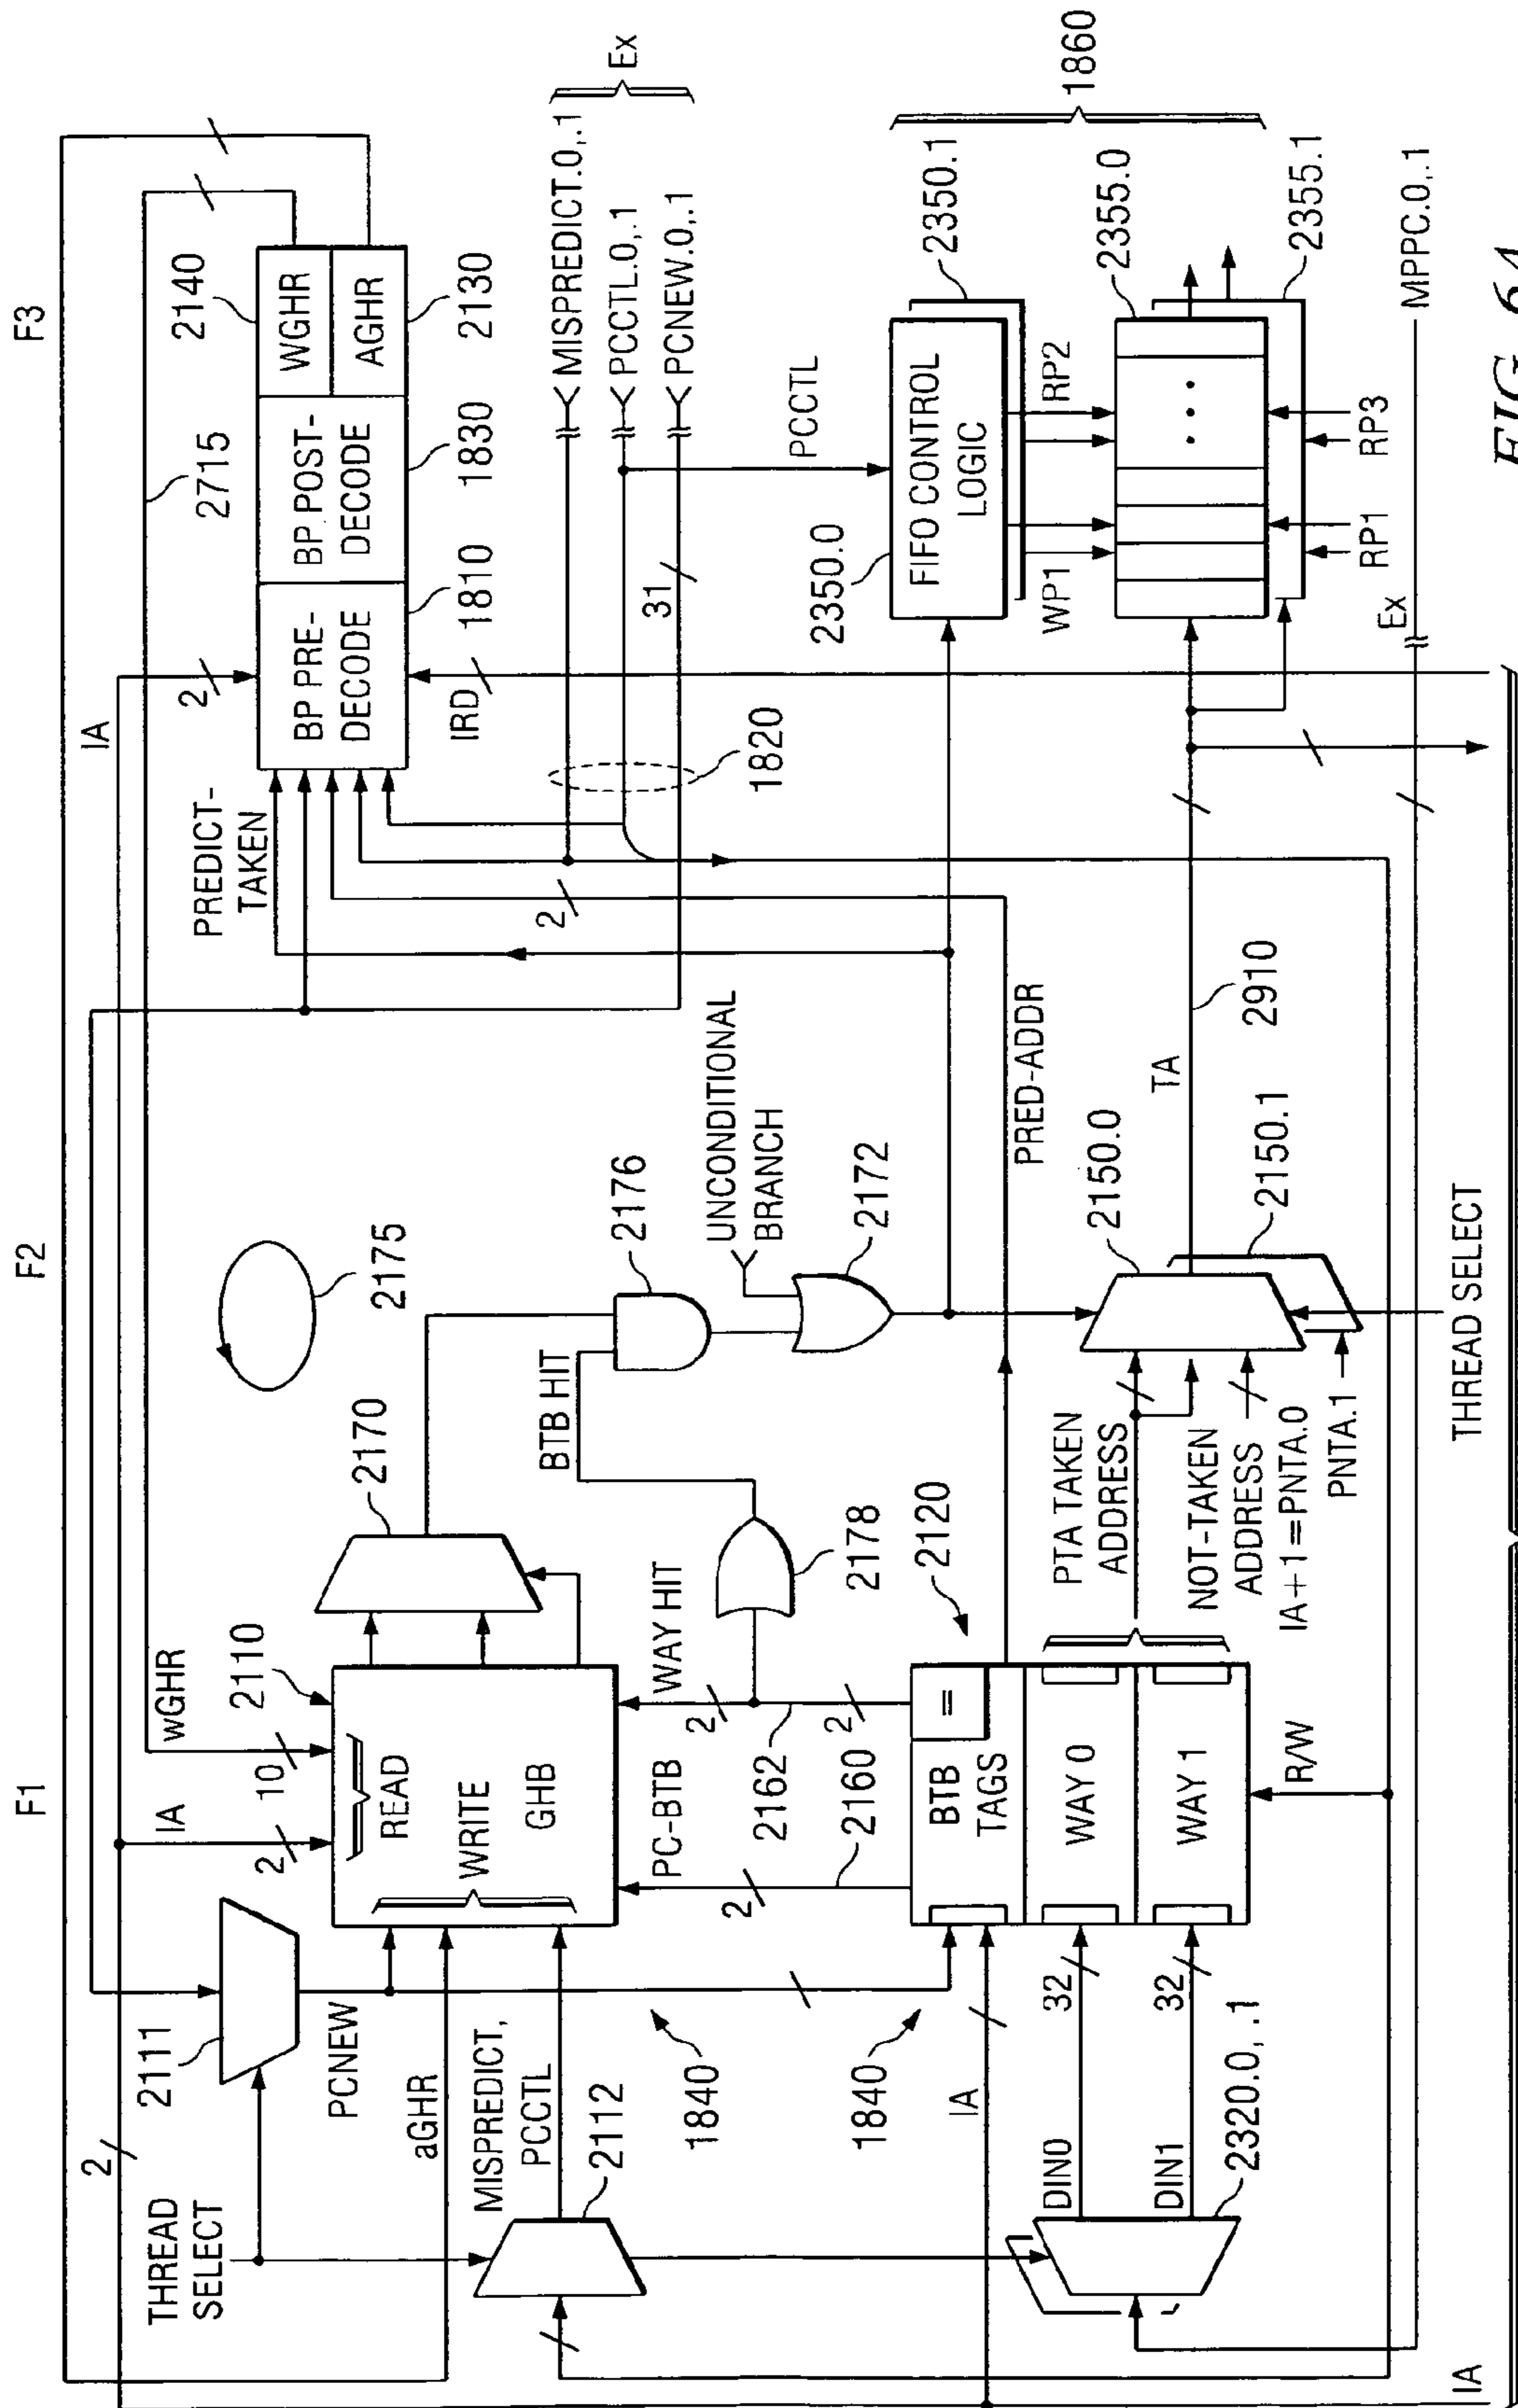 F1
F2
F3
2
IA
THREAD
SELECT
2111
PCNEW
aGHR
MISPREDICT,
PCCTL
2112
1840
1840
IA
DIN0
DIN1
32
32
2320.0, .1
IA
2
IA
10
wGHR
2110
READ
WRITE
GHB
PC-BTB
WAY HIT
2
2
2
2160
2162
BTB
TAGS
=
WAY 0
WAY 1
R/W
2120
2170
2175
BTB HIT
2178
2176
UNCONDITIONAL
BRANCH
2172
PTA TAKEN
ADDRESS
NOT-TAKEN
ADDRESS
IA+1=PNTA.0
PNTA.1
THREAD SELECT
2150.0
2150.1
PRED-ADDR
TA
2910
PREDICT-
TAKEN
2
2
2715
BP PRE-
DECODE
BP POST-
DECODE
WGHR
AGHR
2140
2130
1830
1810
IRD
1820
31
MISPREDICT.0,.1
PCCTL.0,.1
PCNEW.0,.1
Ex
PCCTL
2350.0
FIFO CONTROL
LOGIC
2350.1
WP1
RP2
2355.0
2355.1
RP1
RP3
1860
Ex
MPPC.0,.1
FIG. 6A